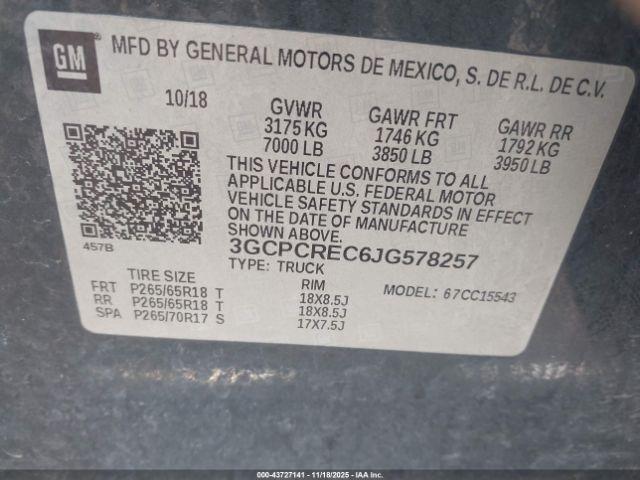 GM
MFD BY GENERAL MOTORS DE MEXICO, S. DE R.L. DE C.V.
10/18
GVWR
3175 KG
7000 LB
GAWR FRT
1746 KG
3850 LB
GAWR RR
1792 KG
3950 LB
THIS VEHICLE CONFORMS TO ALL
APPLICABLE U.S. FEDERAL MOTOR
VEHICLE SAFETY STANDARDS IN EFFECT
ON THE DATE OF MANUFACTURE
SHOWN ABOVE.
457B
3GCPCREC6JG578257
TYPE: TRUCK
MODEL: 67CC15543
TIRE SIZE RIM
FRT P265/65R18 T 18X8.5J
RR P265/65R18 T 18X8.5J
SPA P265/70R17 S 17X7.5J
000-43727141 - 11/18/2025 - IAAI.COM